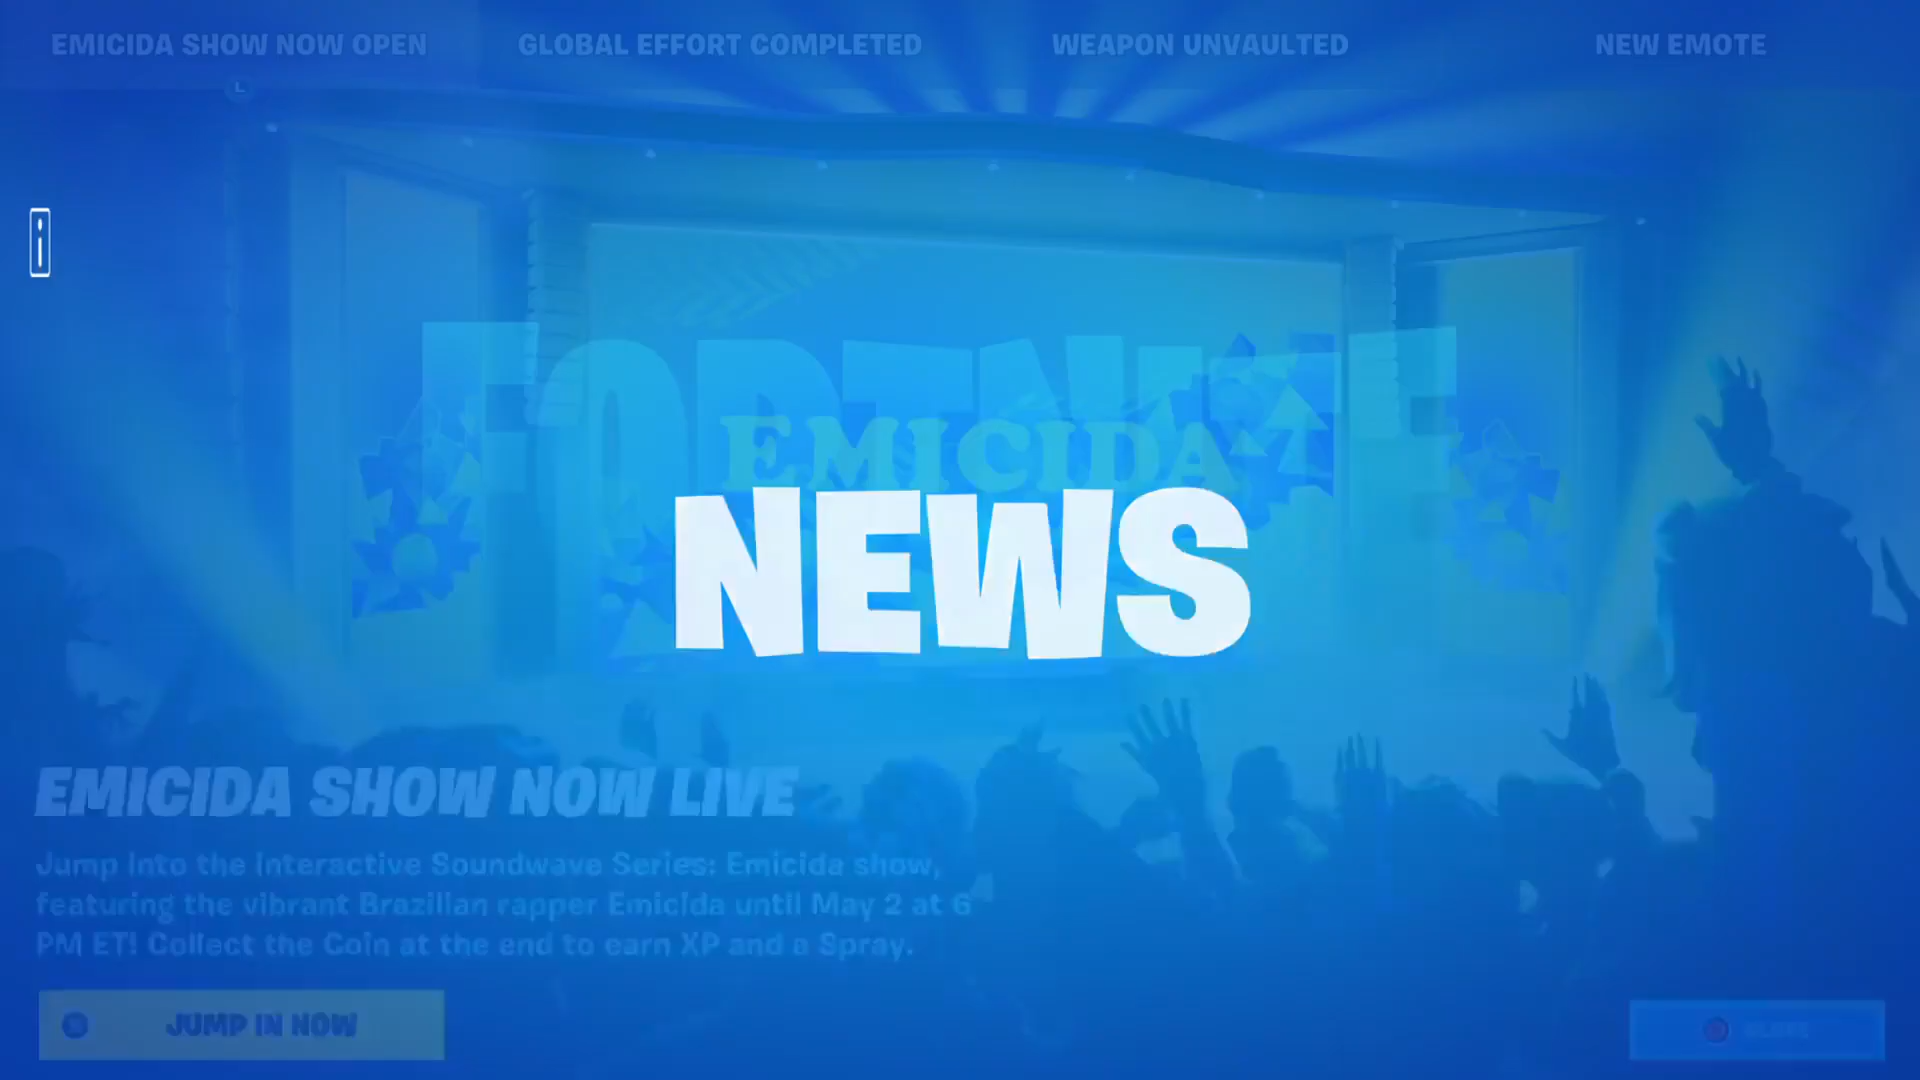 EMICIDA SHOW NOW OPEN
GLOBAL EFFORT COMPLETED
WEAPON UNVAULTED
NEW EMOTE
L
FORTNITE
EMICIDA
NEWS
EMICIDA SHOW NOW LIVE
Jump into the interactive Soundwave Series: Emicida show,
featuring the vibrant Brazilian rapper Emicida until May 2 at 6
PM ET! Collect the Coin at the end to earn XP and a Spray.
JUMP IN NOW